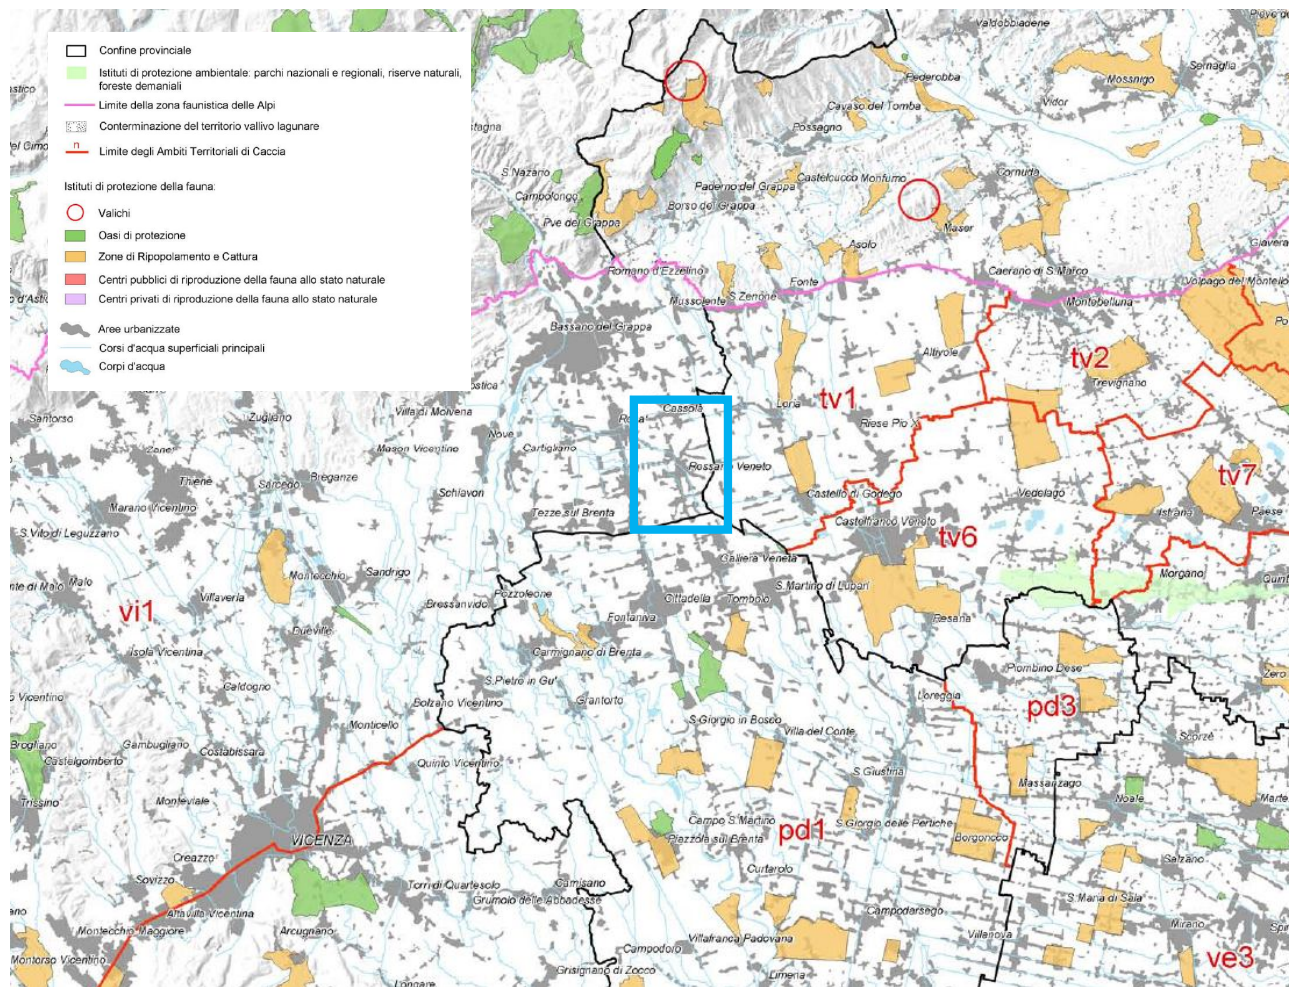 Confine provinciale
Istituti di protezione ambientale: parchi nazionali e regionali, riserve naturali,
foreste demaniali
Limite della zona faunistica delle Alpi
Conterminazione del territorio vallivo lagunare
n
Limite degli Ambiti Territoriali di Caccia
Istituti di protezione della fauna:
Valichi
Oasi di protezione
Zone di Ripopolamento e Cattura
Centri pubblici di riproduzione della fauna allo stato naturale
Centri privati di riproduzione della fauna allo stato naturale
Aree urbanizzate
Corsi d'acqua superficiali principali
Corpi d'acqua
Valdobbiadene
Sernaglia
Mosnigo
Federobba
Vidor
Cavaso del Tomba
Possagno
S.Nazario
Campolongo
Castelcucco
Monfumo
Cornuda
Paderno del Grappa
Borso del Grappa
Pve del Grappa
Maser
Asolo
Giavera
Romano d'Ezzelino
Fonte
Caerano di S.Marco
Volpago del Montello
S.Zenone
Mussolente
Montebelluna
Bassano del Grappa
Altivole
tv2
Trevignano
tv1
Loria
Cassola
Riese Pio X
Santorso
Zugliano
Molvena
Nove
Mason Vicentino
Cartigliano
Rossano Veneto
Thiene
Sarcedo
Breganze
Schiavon
Marano Vicentino
Castello di Godego
Vedelago
tv7
Tezze sul Brenta
Castelfranco Veneto
Istrana
Paese
S.Vito di Leguzzano
tv6
Galliera Veneta
Morgano
Malo
Montecchio
Sandrigo
S.Martino di Lupari
Villaverla
Bressanvido
Pozzoleone
Cittadella
Tombolo
vi1
Dueville
Fontaniva
Resana
Isola Vicentina
Carmignano di Brenta
Piombino Dese
Zero
Caldogno
S.Pietro in Gu'
Grantorto
Loreggia
pd3
Bolzano Vicentino
Monticello
S.Giorgio in Bosco
Villa del Conte
Scorzè
Brogliano
Gambugliano
Costabissara
Castelgomberto
Quinto Vicentino
S.Giustina
Massanzago
Noale
Trissino
Monteviale
Campo S.Martino
S.Giorgio delle Pertiche
VICENZA
pd1
Piazzola sul Brenta
Borgoricco
Creazzo
Curtarolo
Salzano
Sovizzo
Torri di Quartesolo
Camisano
Grumolo delle Abbadesse
S.Maria di Sala
Altavilla Vicentina
Campodarsego
Montecchio Maggiore
Arcugnano
Villafranca Padovana
Villanova
Mirano
Montorso Vicentino
Campodoro
ve3
Grisignano di Zocco
Limena
Longare